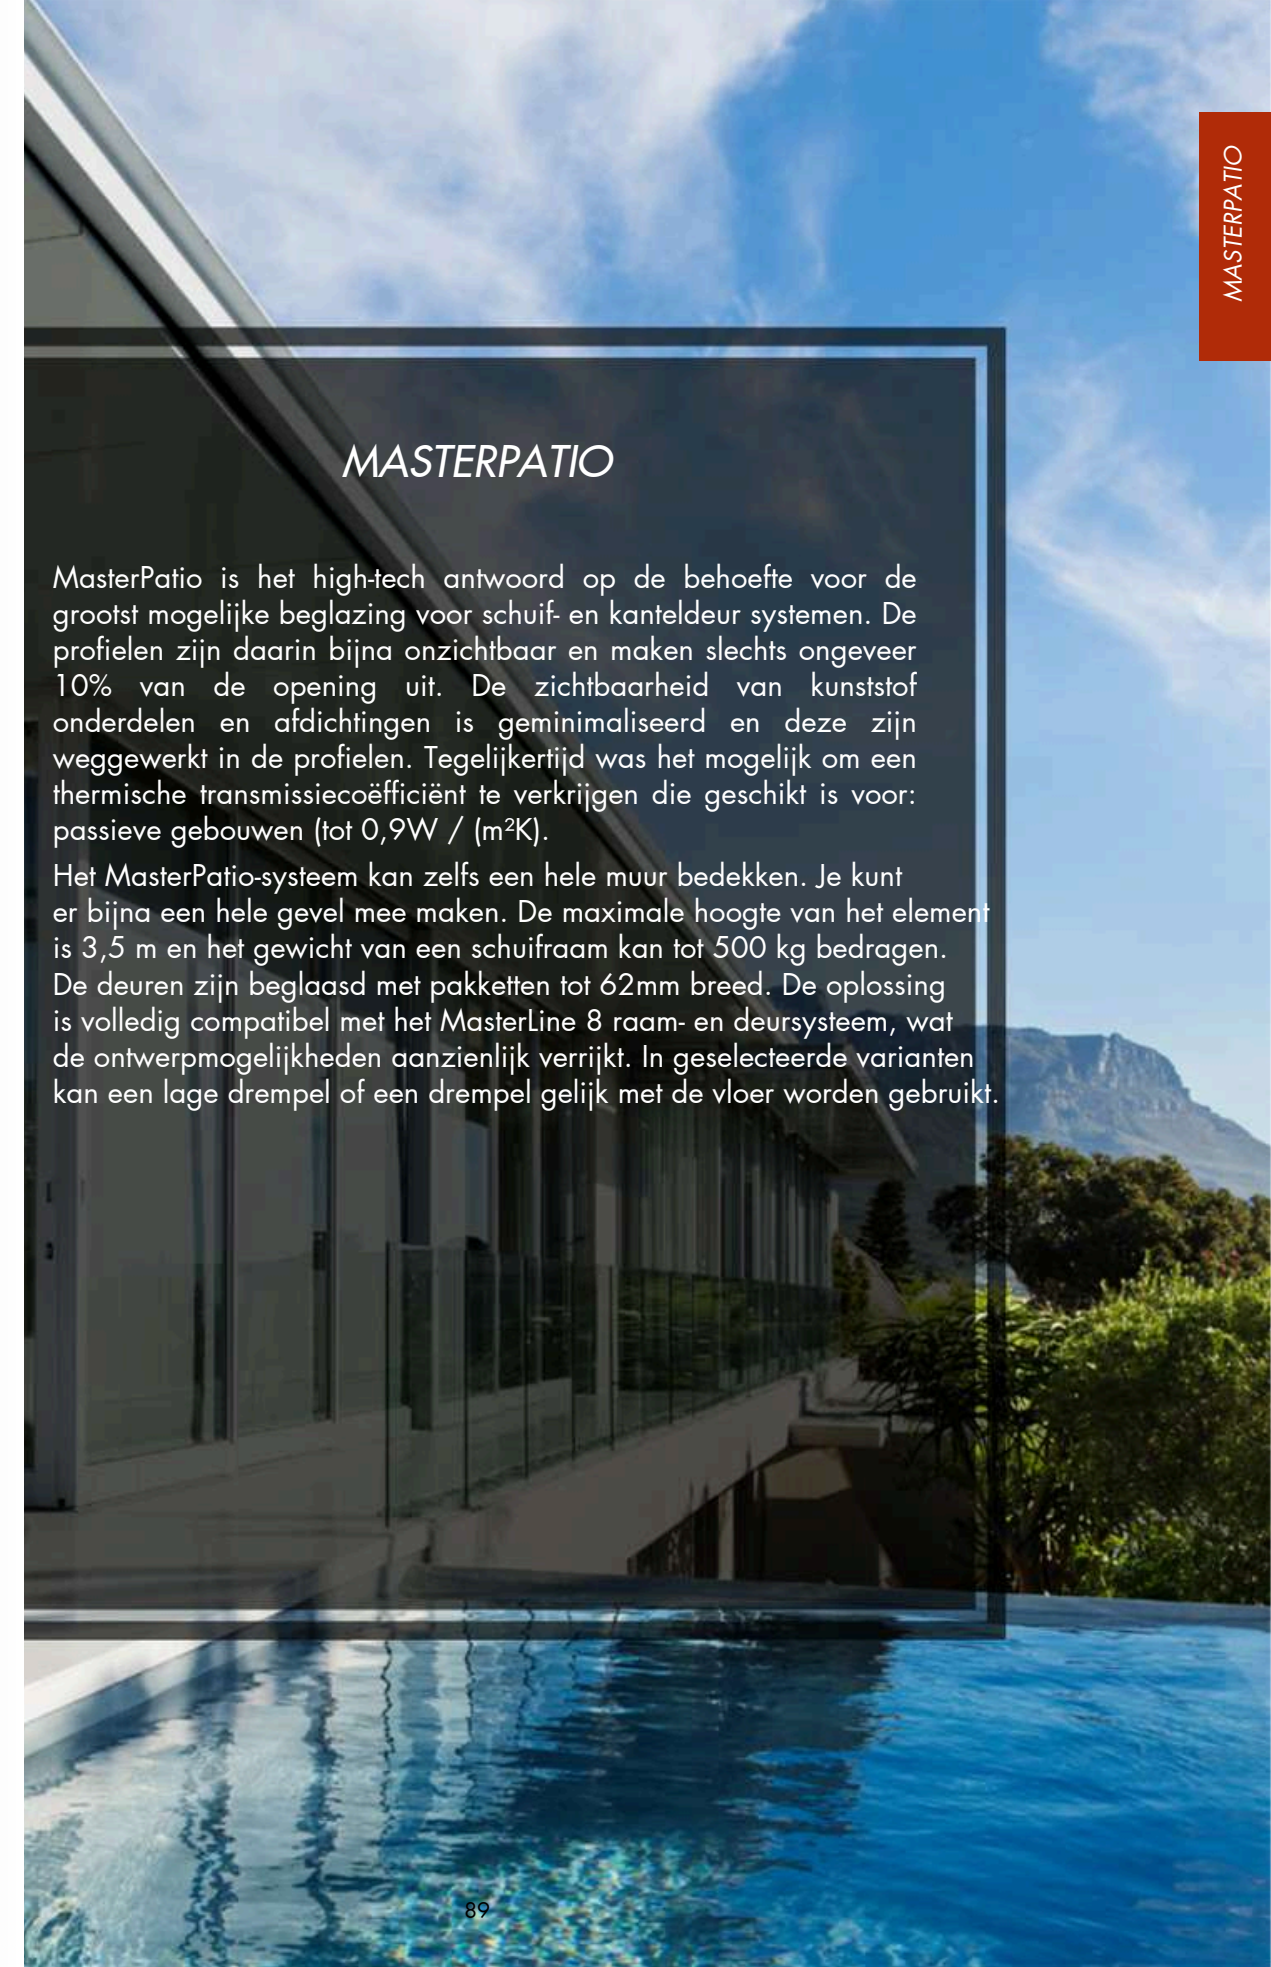 MASTERPATIO
MASTERPATIO
MasterPatio is het high-tech antwoord op de behoefte voor de
grootst mogelijke beglazing voor schuif- en kanteldeur systemen. De
profielen zijn daarin bijna onzichtbaar en maken slechts ongeveer
10% van de opening uit. De zichtbaarheid van kunststof
onderdelen en afdichtingen is geminimaliseerd en deze zijn
weggewerkt in de profielen. Tegelijkertijd was het mogelijk om een
thermische transmissiecoëfficiënt te verkrijgen die geschikt is voor:
passieve gebouwen (tot 0,9W / (m²K).
Het MasterPatio-systeem kan zelfs een hele muur bedekken. Je kunt
er bijna een hele gevel mee maken. De maximale hoogte van het element
is 3,5 m en het gewicht van een schuifraam kan tot 500 kg bedragen.
De deuren zijn beglaasd met pakketten tot 62mm breed. De oplossing
is volledig compatibel met het MasterLine 8 raam- en deursysteem, wat
de ontwerpmogelijkheden aanzienlijk verrijkt. In geselecteerde varianten
kan een lage drempel of een drempel gelijk met de vloer worden gebruikt.
89